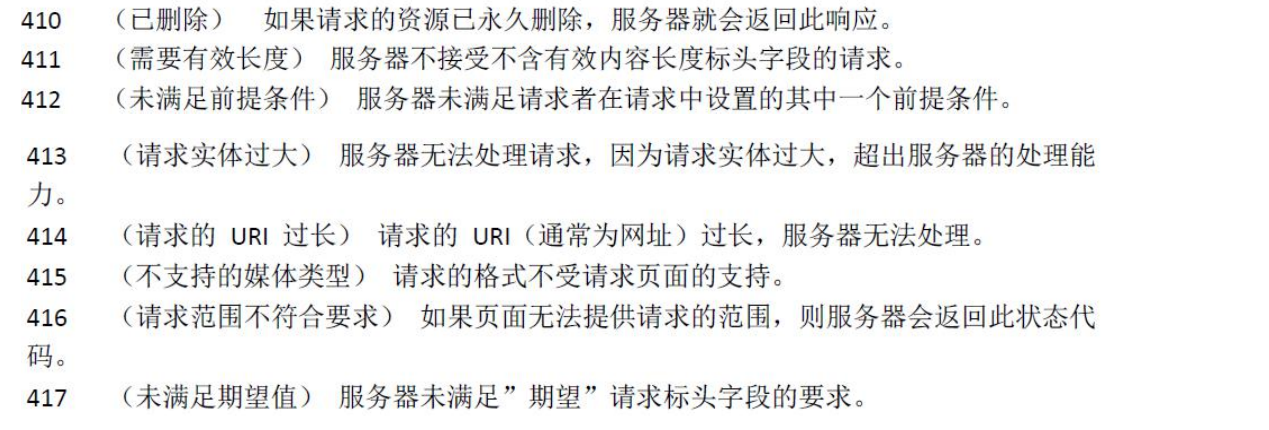 410 （已删除） 如果请求的资源已永久删除，服务器就会返回此响应。
411 （需要有效长度） 服务器不接受不含有效内容长度标头字段的请求。
412 （未满足前提条件） 服务器未满足请求者在请求中设置的其中一个前提条件。
413 （请求实体过大） 服务器无法处理请求，因为请求实体过大，超出服务器的处理能
力。
414 （请求的 URI 过长） 请求的 URI（通常为网址）过长，服务器无法处理。
415 （不支持的媒体类型） 请求的格式不受请求页面的支持。
416 （请求范围不符合要求） 如果页面无法提供请求的范围，则服务器会返回此状态代
码。
417 （未满足期望值） 服务器未满足”期望”请求标头字段的要求。